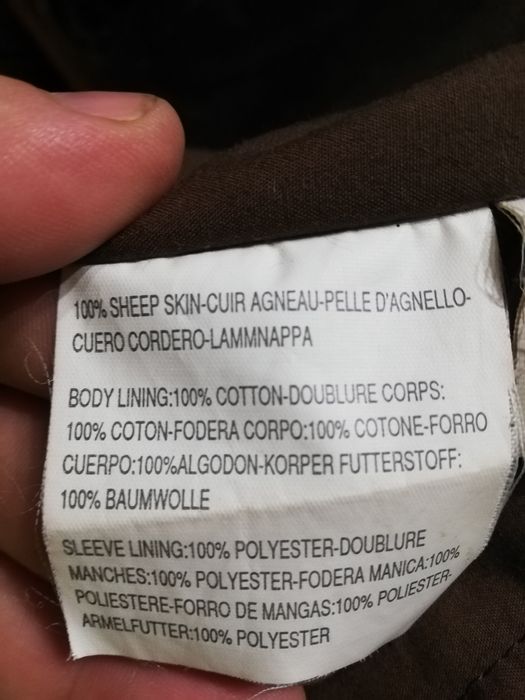 100% SHEEP SKIN-CUIR AGNEAU-PELLE D'AGNELLO-
CUERO CORDERO-LAMMNAPPA
BODY LINING:100% COTTON-DOUBLURE CORPS:
100% COTON-FODERA CORPO:100% COTONE-FORRO
CUERPO:100%ALGODON-KORPER FUTTERSTOFF:
100% BAUMWOLLE
SLEEVE LINING:100% POLYESTER-DOUBLURE
MANCHES:100% POLYESTER-FODERA MANICA:100%
POLIESTERE-FORRO DE MANGAS:100% POLIESTER-
ARMELFUTTER:100% POLYESTER